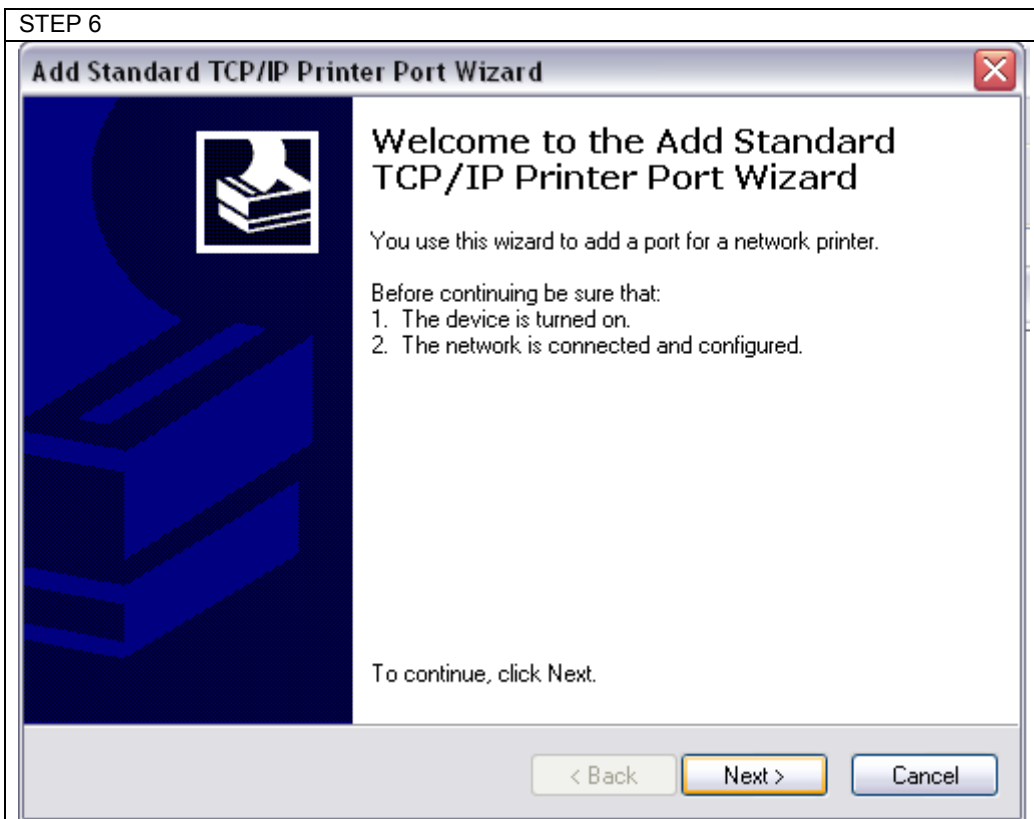 STEP 6
Add Standard TCP/IP Printer Port Wizard
Welcome to the Add Standard
TCP/IP Printer Port Wizard
You use this wizard to add a port for a network printer.
Before continuing be sure that:
1. The device is turned on.
2. The network is connected and configured.
To continue, click Next.
< Back Next > Cancel